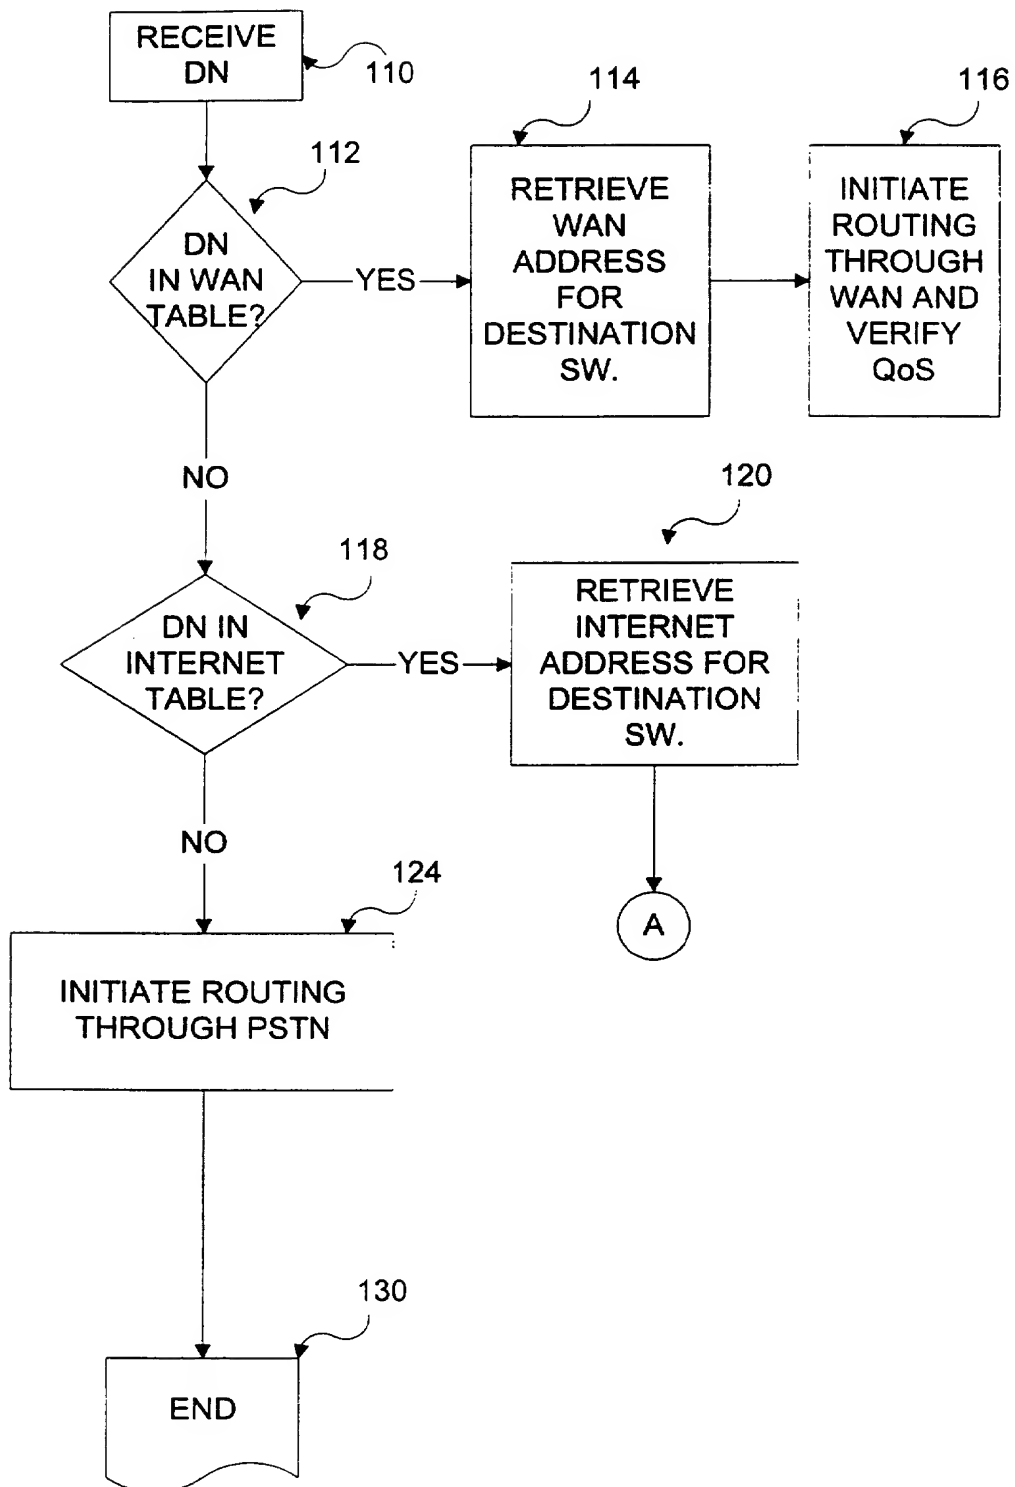 RECEIVE
DN
110
112
DN
IN WAN
TABLE?
YES
114
RETRIEVE
WAN
ADDRESS
FOR
DESTINATION
SW.
116
INITIATE
ROUTING
THROUGH
WAN AND
VERIFY
QoS
NO
118
DN IN
INTERNET
TABLE?
YES
120
RETRIEVE
INTERNET
ADDRESS FOR
DESTINATION
SW.
A
NO
124
INITIATE ROUTING
THROUGH PSTN
130
END